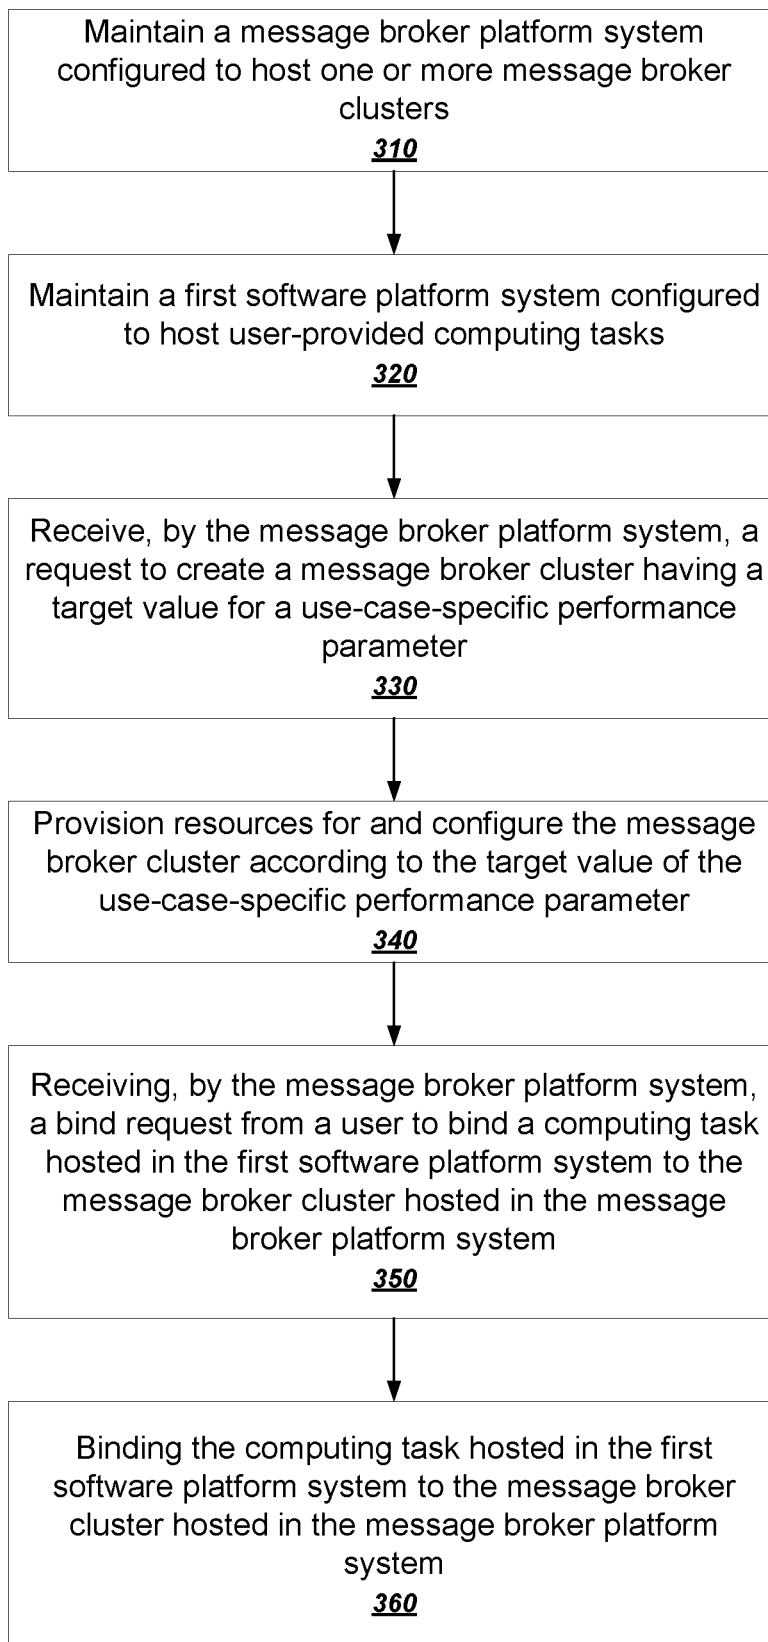 Maintain a message broker platform system
configured to host one or more message broker
clusters
310
Maintain a first software platform system configured
to host user-provided computing tasks
320
Receive, by the message broker platform system, a
request to create a message broker cluster having a
target value for a use-case-specific performance
parameter
330
Provision resources for and configure the message
broker cluster according to the target value of the
use-case-specific performance parameter
340
Receiving, by the message broker platform system,
a bind request from a user to bind a computing task
hosted in the first software platform system to the
message broker cluster hosted in the message
broker platform system
350
Binding the computing task hosted in the first
software platform system to the message broker
cluster hosted in the message broker platform
system
360